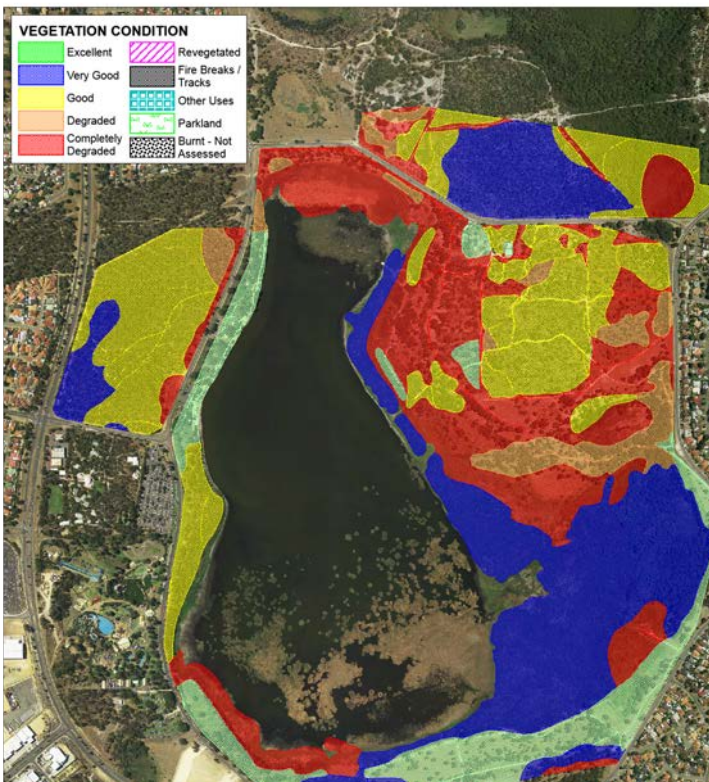 VEGETATION CONDITION
Excellent
Very Good
Good
Degraded
Completely
Degraded
Revegetated
Fire Breaks /
Tracks
Other Uses
Parkland
Burnt - Not
Assessed